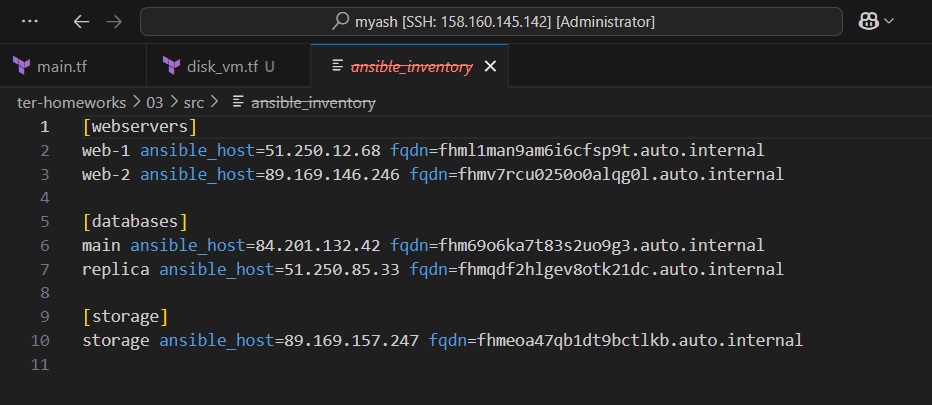 myash [SSH: 158.160.145.142] [Administrator]
main.tf
disk_vm.tf U
ansible_inventory
ter-homeworks > 03 > src > ansible_inventory
1 [webservers]
2 web-1 ansible_host=51.250.12.68 fqdn=fhml1man9am6i6cfsp9t.auto.internal
3 web-2 ansible_host=89.169.146.246 fqdn=fhmv7rcu0250o0alqg0l.auto.internal
4
5 [databases]
6 main ansible_host=84.201.132.42 fqdn=fhm69o6ka7t83s2uo9g3.auto.internal
7 replica ansible_host=51.250.85.33 fqdn=fhmqdf2hlgev8otk21dc.auto.internal
8
9 [storage]
10 storage ansible_host=89.169.157.247 fqdn=fhmeoa47qb1dt9bctlkb.auto.internal
11